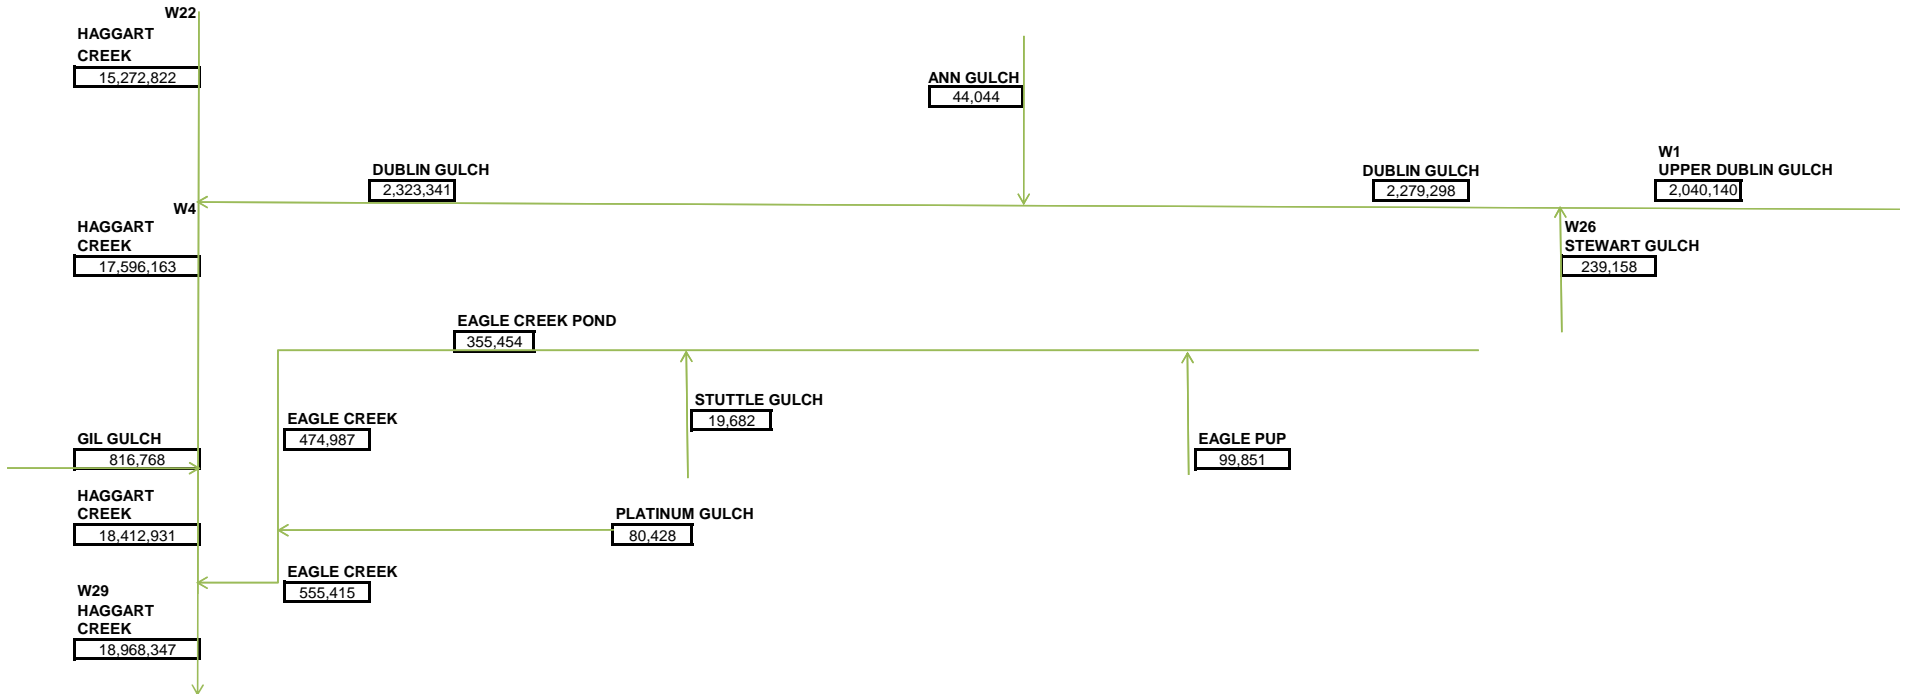 W22
HAGGART
CREEK
15,272,822
ANN GULCH
44,044
DUBLIN GULCH
2,323,341
DUBLIN GULCH
2,279,298
W1
UPPER DUBLIN GULCH
2,040,140
W4
HAGGART
CREEK
17,596,163
W26
STEWART GULCH
239,158
EAGLE CREEK POND
355,454
STUTTLE GULCH
19,682
EAGLE CREEK
474,987
GIL GULCH
816,768
EAGLE PUP
99,851
HAGGART
CREEK
18,412,931
PLATINUM GULCH
80,428
EAGLE CREEK
555,415
W29
HAGGART
CREEK
18,968,347